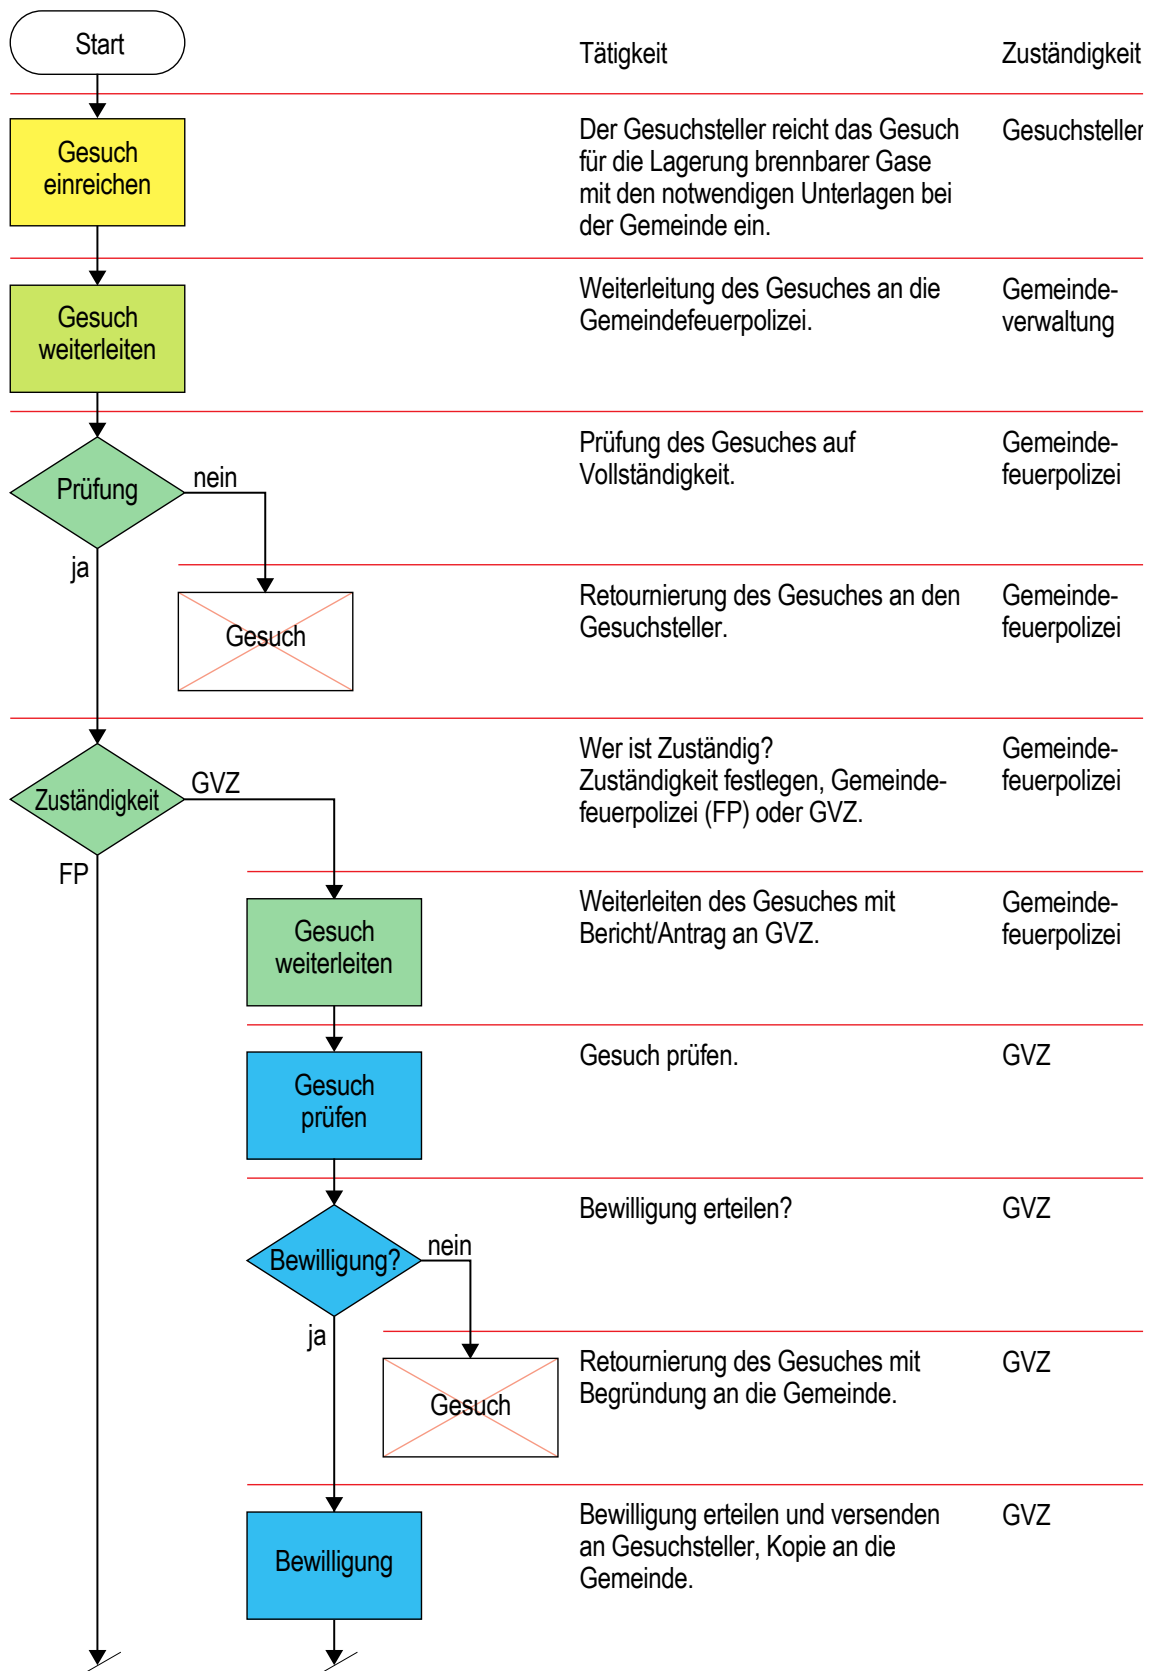 Start
Tätigkeit
Zuständigkeit
Gesuch
einreichen
Der Gesuchsteller reicht das Gesuch
für die Lagerung brennbarer Gase
mit den notwendigen Unterlagen bei
der Gemeinde ein.
Gesuchsteller
Gesuch
weiterleiten
Weiterleitung des Gesuches an die
Gemeindefeuerpolizei.
Gemeinde-
verwaltung
Prüfung
nein
ja
Prüfung des Gesuches auf
Vollständigkeit.
Gemeinde-
feuerpolizei
Gesuch
Retournierung des Gesuches an den
Gesuchsteller.
Gemeinde-
feuerpolizei
Zuständigkeit
GVZ
FP
Wer ist Zuständig?
Zuständigkeit festlegen, Gemeinde-
feuerpolizei (FP) oder GVZ.
Gemeinde-
feuerpolizei
Gesuch
weiterleiten
Weiterleiten des Gesuches mit
Bericht/Antrag an GVZ.
Gemeinde-
feuerpolizei
Gesuch
prüfen
Gesuch prüfen.
GVZ
Bewilligung?
nein
ja
Bewilligung erteilen?
GVZ
Gesuch
Retournierung des Gesuches mit
Begründung an die Gemeinde.
GVZ
Bewilligung
Bewilligung erteilen und versenden
an Gesuchsteller, Kopie an die
Gemeinde.
GVZ